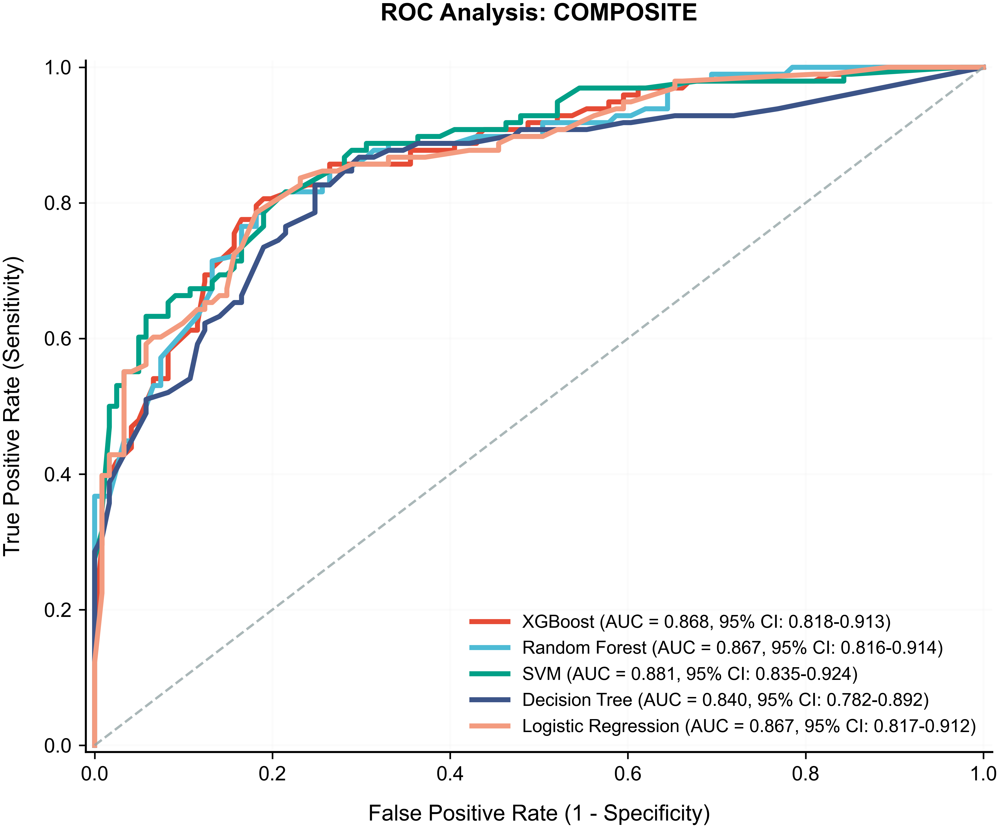 ROC Analysis: COMPOSITE
True Positive Rate (Sensitivity)
1.0
0.8
0.6
0.4
0.2
0.0
XGBoost (AUC = 0.868, 95% CI: 0.818-0.913)
Random Forest (AUC = 0.867, 95% CI: 0.816-0.914)
SVM (AUC = 0.881, 95% CI: 0.835-0.924)
Decision Tree (AUC = 0.840, 95% CI: 0.782-0.892)
Logistic Regression (AUC = 0.867, 95% CI: 0.817-0.912)
0.0 0.2 0.4 0.6 0.8 1.0
False Positive Rate (1 - Specificity)